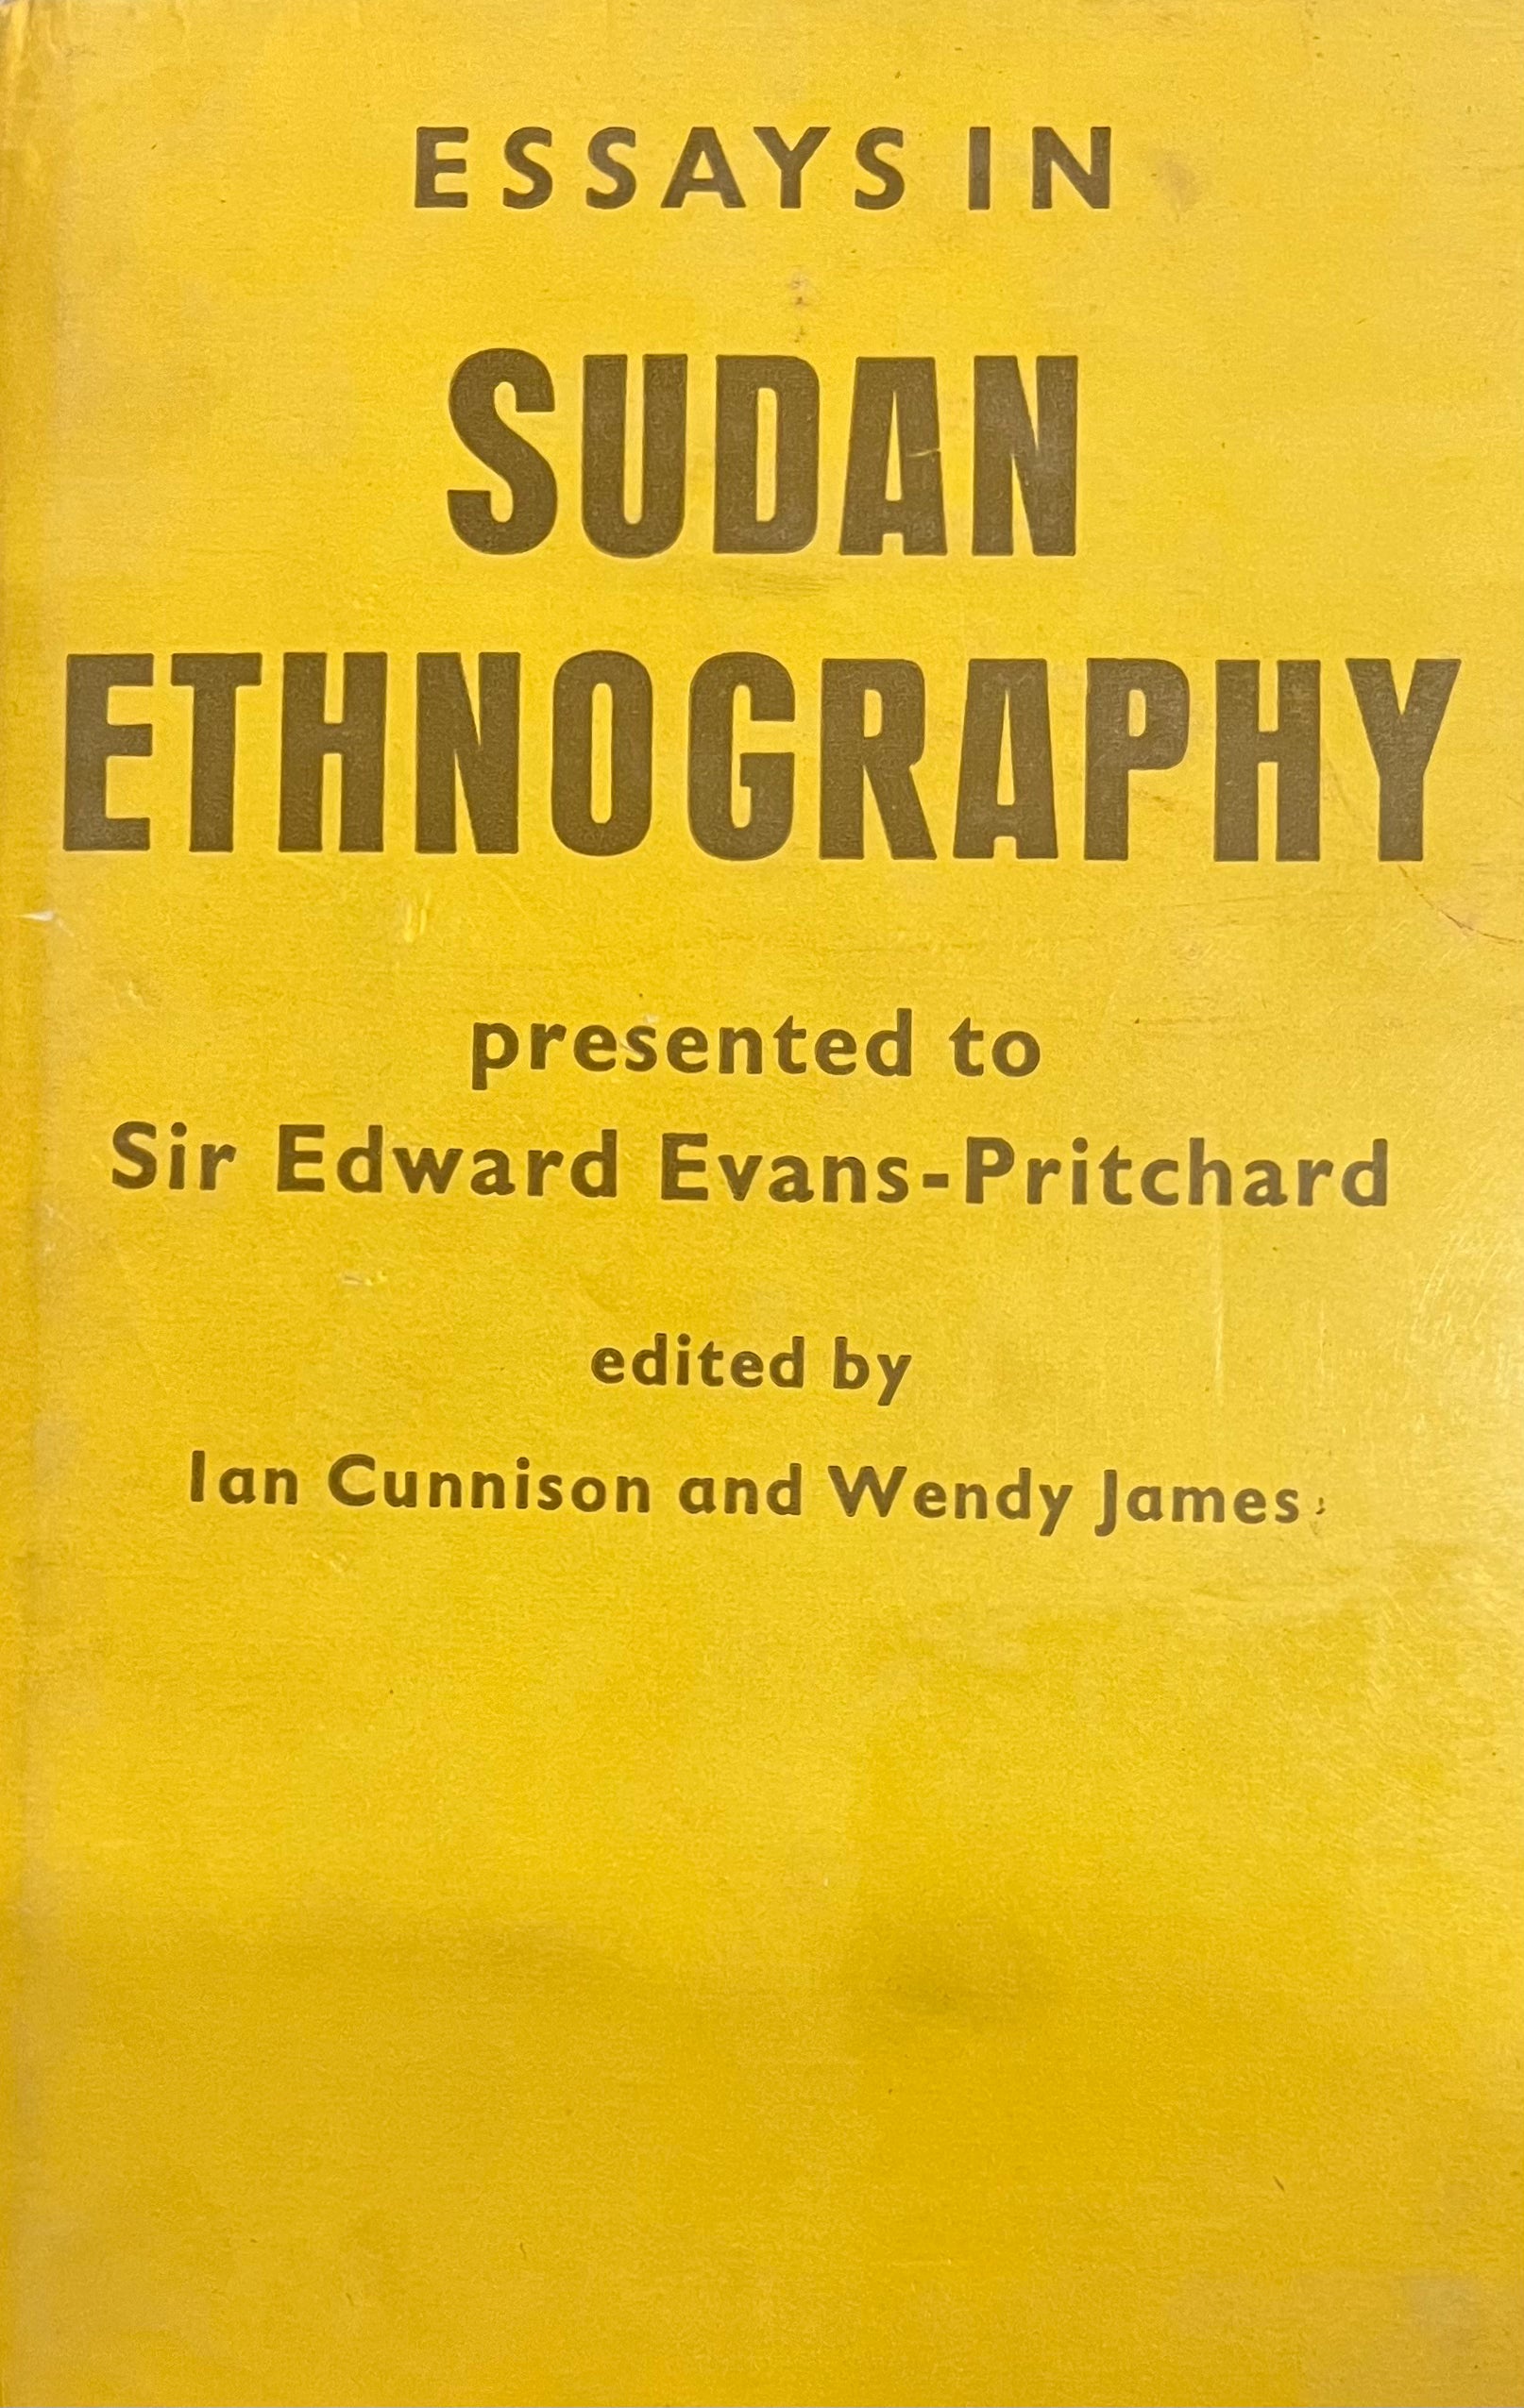 ESSAYS IN
SUDAN
ETHNOGRAPHY
presented to
Sir Edward Evans-Pritchard
edited by
Ian Cunnison and Wendy James